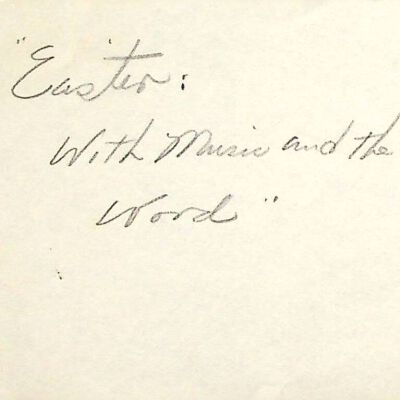 "Easter:
With Music and the
Word"